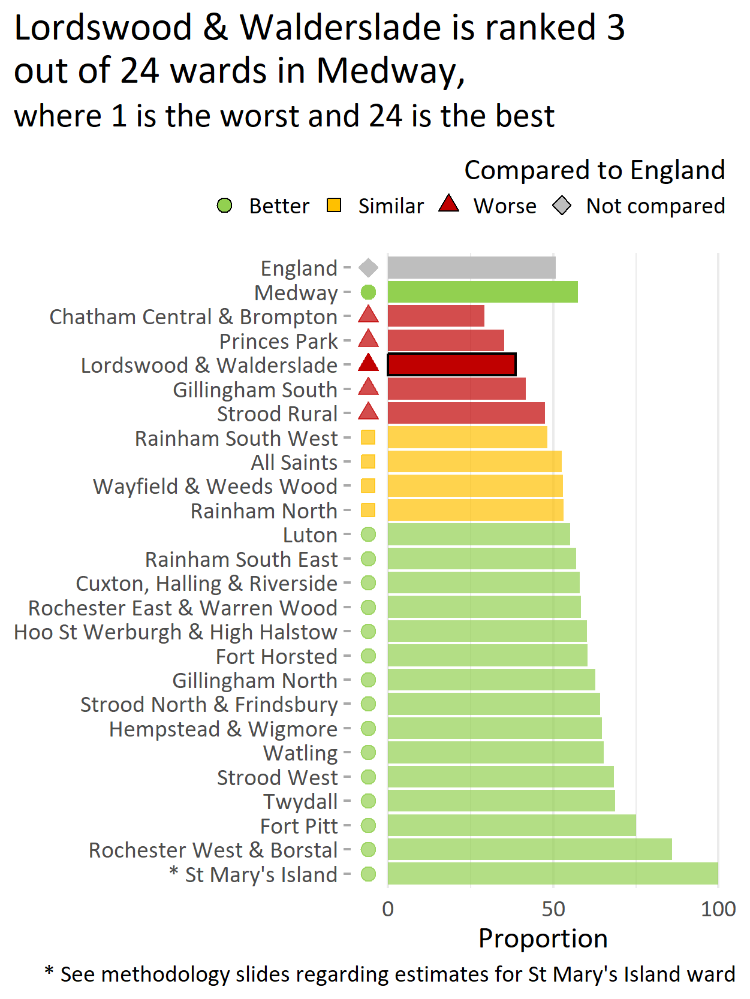 Lordswood & Walderslade is ranked 3
out of 24 wards in Medway,
where 1 is the worst and 24 is the best
Compared to England
Better Similar Worse Not compared
England
Medway
Chatham Central & Brompton
Princes Park
Lordswood & Walderslade
Gillingham South
Strood Rural
Rainham South West
All Saints
Wayfield & Weeds Wood
Rainham North
Luton
Rainham South East
Cuxton, Halling & Riverside
Rochester East & Warren Wood
Hoo St Werburgh & High Halstow
Fort Horsted
Gillingham North
Strood North & Frindsbury
Hempstead & Wigmore
Watling
Strood West
Twydall
Fort Pitt
Rochester West & Borstal
* St Mary's Island
0 50 100
Proportion
* See methodology slides regarding estimates for St Mary's Island ward